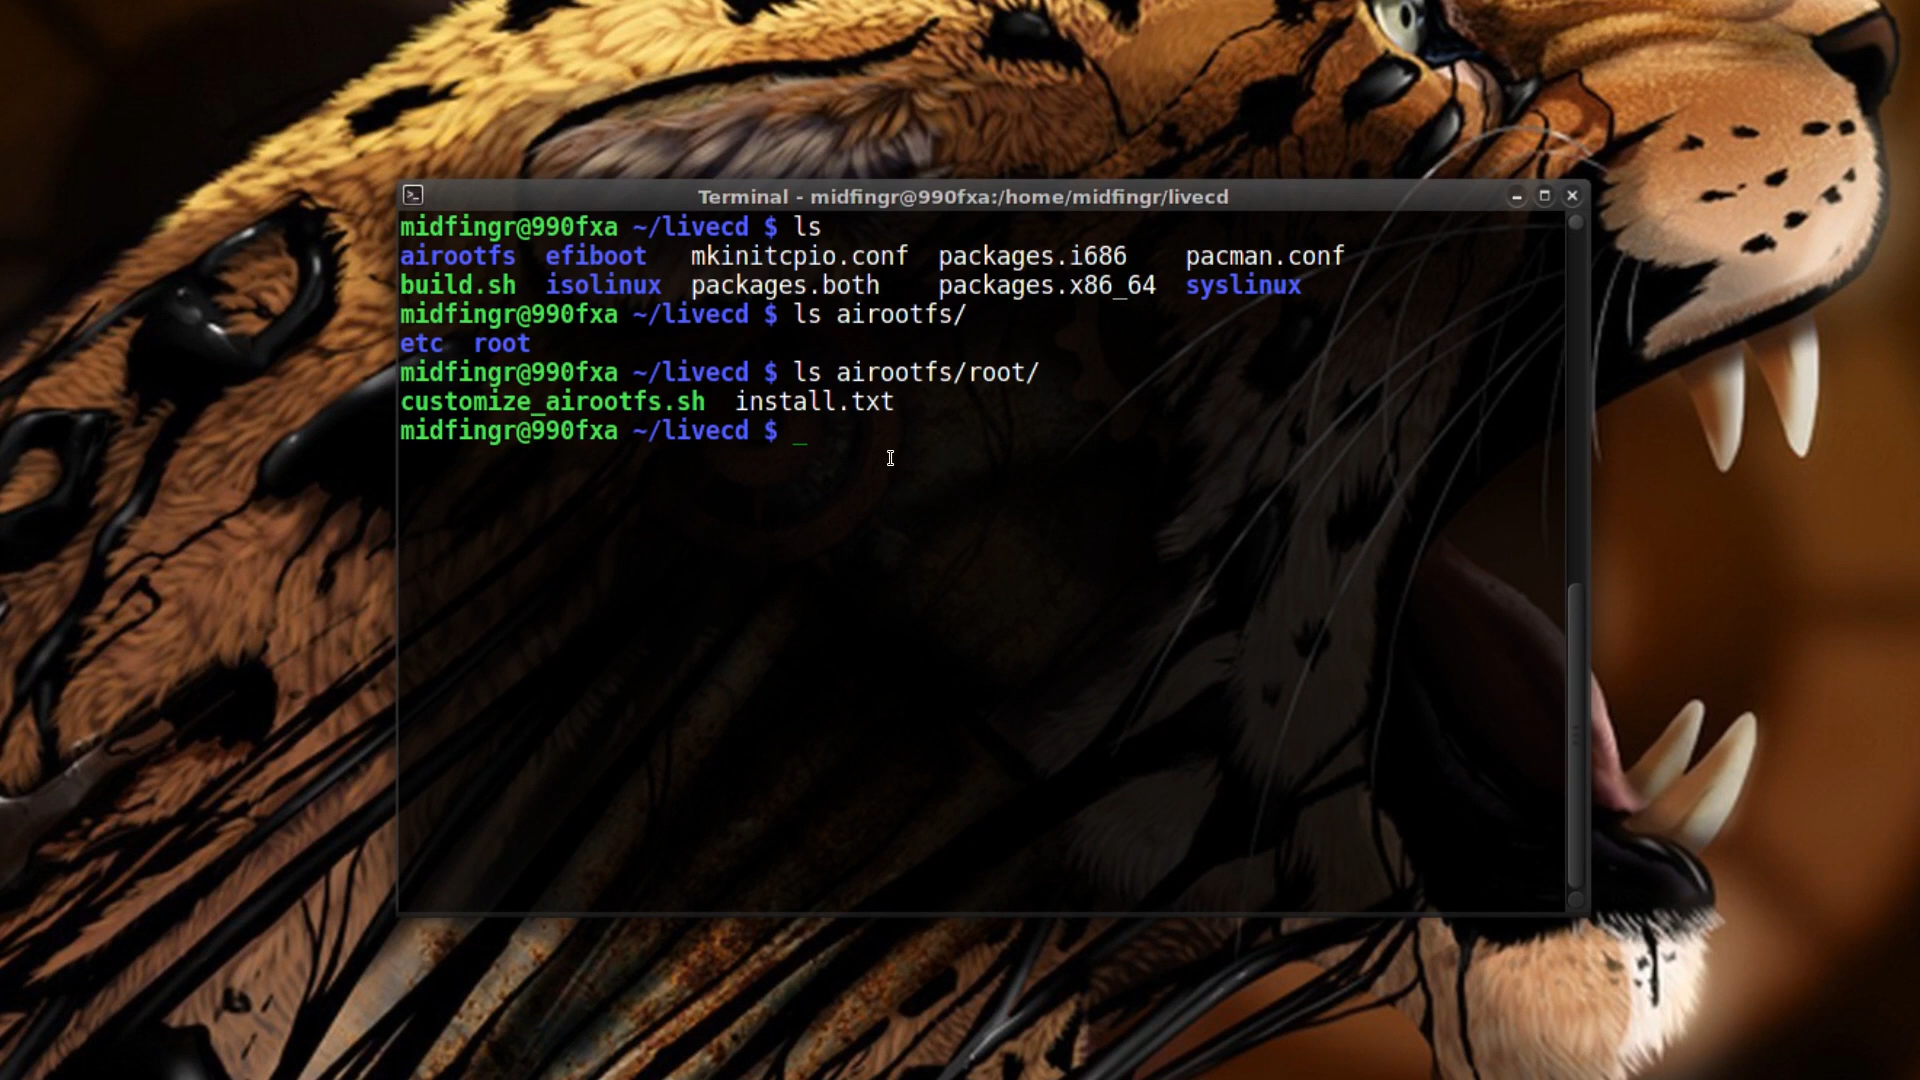 Terminal - midfingr@990fxa:/home/midfingr/livecd
midfingr@990fxa ~/livecd $ ls
airootfs  efiboot   mkinitcpio.conf  packages.i686    pacman.conf
build.sh  isolinux  packages.both    packages.x86_64  syslinux
midfingr@990fxa ~/livecd $ ls airootfs/
etc  root
midfingr@990fxa ~/livecd $ ls airootfs/root/
customize_airootfs.sh  install.txt
midfingr@990fxa ~/livecd $ _